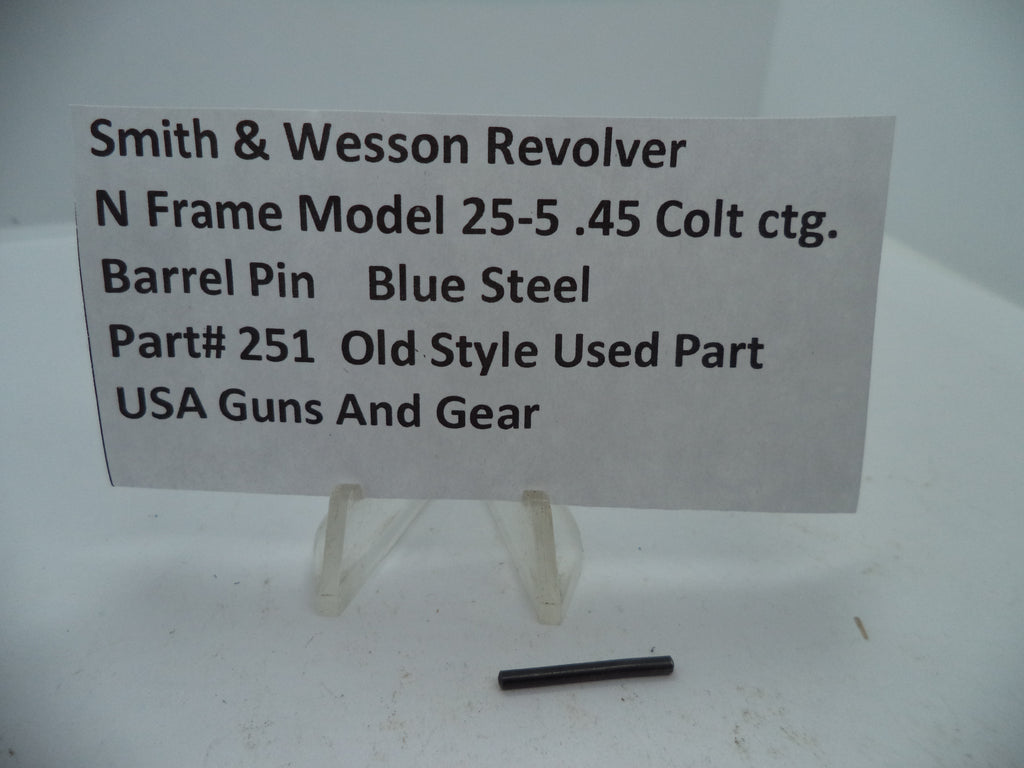 Smith & Wesson Revolver
N Frame Model 25-5 .45 Colt ctg.
Barrel Pin Blue Steel
Part# 251 Old Style Used Part
USA Guns And Gear